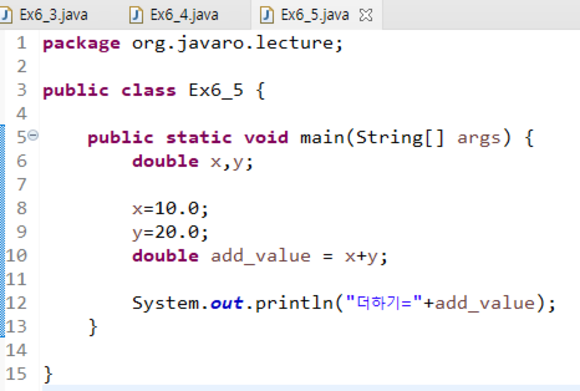 Ex6_3.java Ex6_4.java Ex6_5.java
1 package org.javaro.lecture;
2
3 public class Ex6_5 {
4
5 public static void main(String[] args) {
6 double x,y;
7
8 x=10.0;
9 y=20.0;
10 double add_value = x+y;
11
12 System.out.println("더하기="+add_value);
13 }
14
15 }